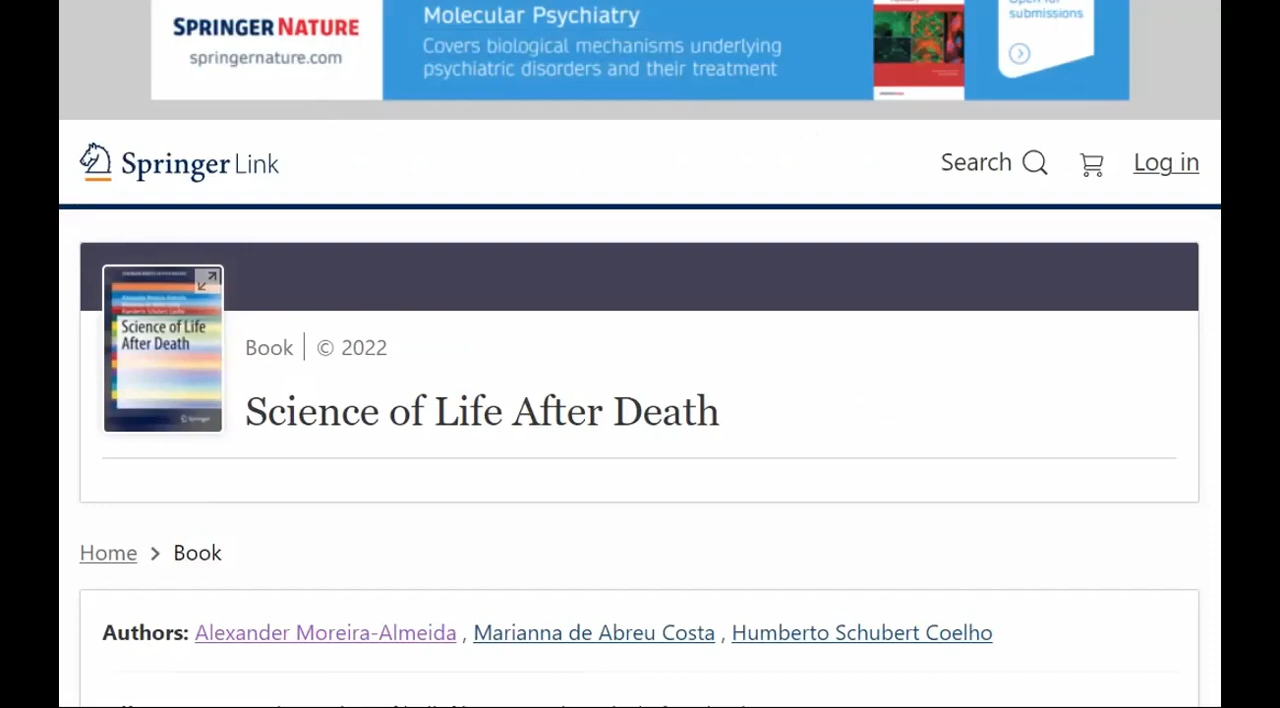 SPRINGER NATURE
springernature.com
Molecular Psychiatry
Covers biological mechanisms underlying
psychiatric disorders and their treatment
submissions
Springer Link
Search
Log in
Science of Life
After Death
Springer
Book | © 2022
Science of Life After Death
Home > Book
Authors: Alexander Moreira-Almeida , Marianna de Abreu Costa , Humberto Schubert Coelho